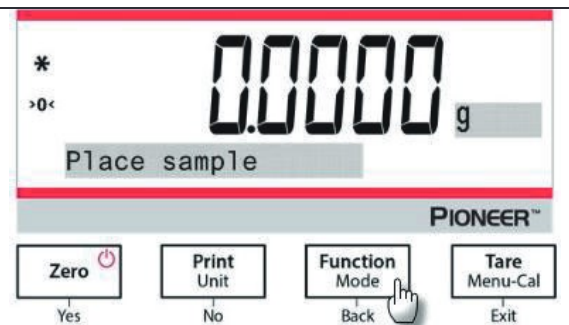 *
0.0000
>0<
g
Place sample
PIONEER™
Zero Print Function Tare
Unit Mode Menu-Cal
Yes No Back Exit